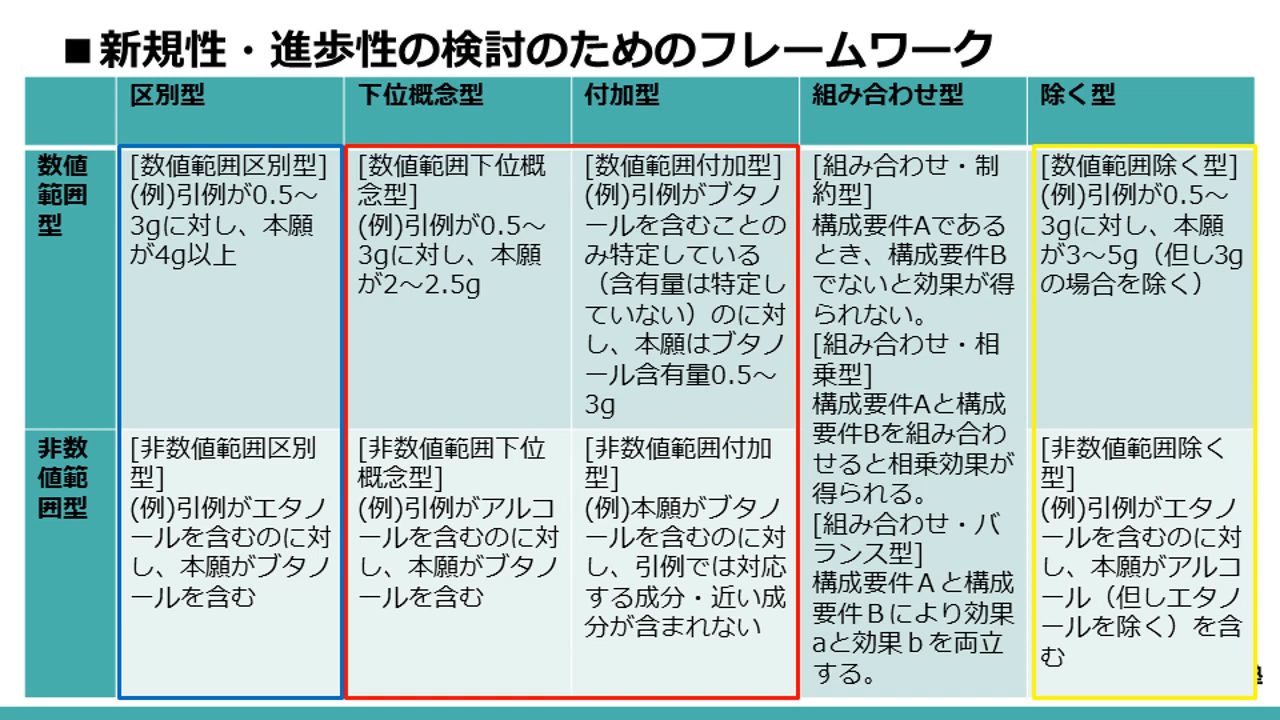 ■新規性・進歩性の検討のためのフレームワーク
区別型
下位概念型
付加型
組み合わせ型
除く型
数値
範囲
型
[数値範囲区別型]
(例)引例が0.5～
3gに対し、本願
が4g以上
[数値範囲下位概
念型]
(例)引例が0.5～
3gに対し、本願
が2～2.5g
[数値範囲付加型]
(例)引例がブタノ
ールを含むことの
み特定している
（含有量は特定し
ていない）のに対
し、本願はブタノ
ール含有量0.5～
3g
[組み合わせ・制
約型]
構成要件Aである
とき、構成要件B
でないと効果が得
られない。
[組み合わせ・相
乗型]
構成要件Aと構成
要件Bを組み合わ
せると相乗効果が
得られる。
[組み合わせ・バ
ランス型]
構成要件Ａと構成
要件Ｂにより効果
aと効果ｂを両立
する。
[数値範囲除く型]
(例)引例が0.5～
3gに対し、本願
が3～5g（但し3g
の場合を除く）
非数
値範
囲型
[非数値範囲区別
型]
(例)引例がエタノ
ールを含むのに対
し、本願がブタノ
ールを含む
[非数値範囲下位
概念型]
(例)引例がアルコ
ールを含むのに対
し、本願がブタノ
ールを含む
[非数値範囲付加
型]
(例)本願がブタノ
ールを含むのに対
し、引例では対応
する成分・近い成
分が含まれない
[非数値範囲除く
型]
(例)引例がエタノ
ールを含むのに対
し、本願がアルコ
ール（但しエタノ
ールを除く）を含
む